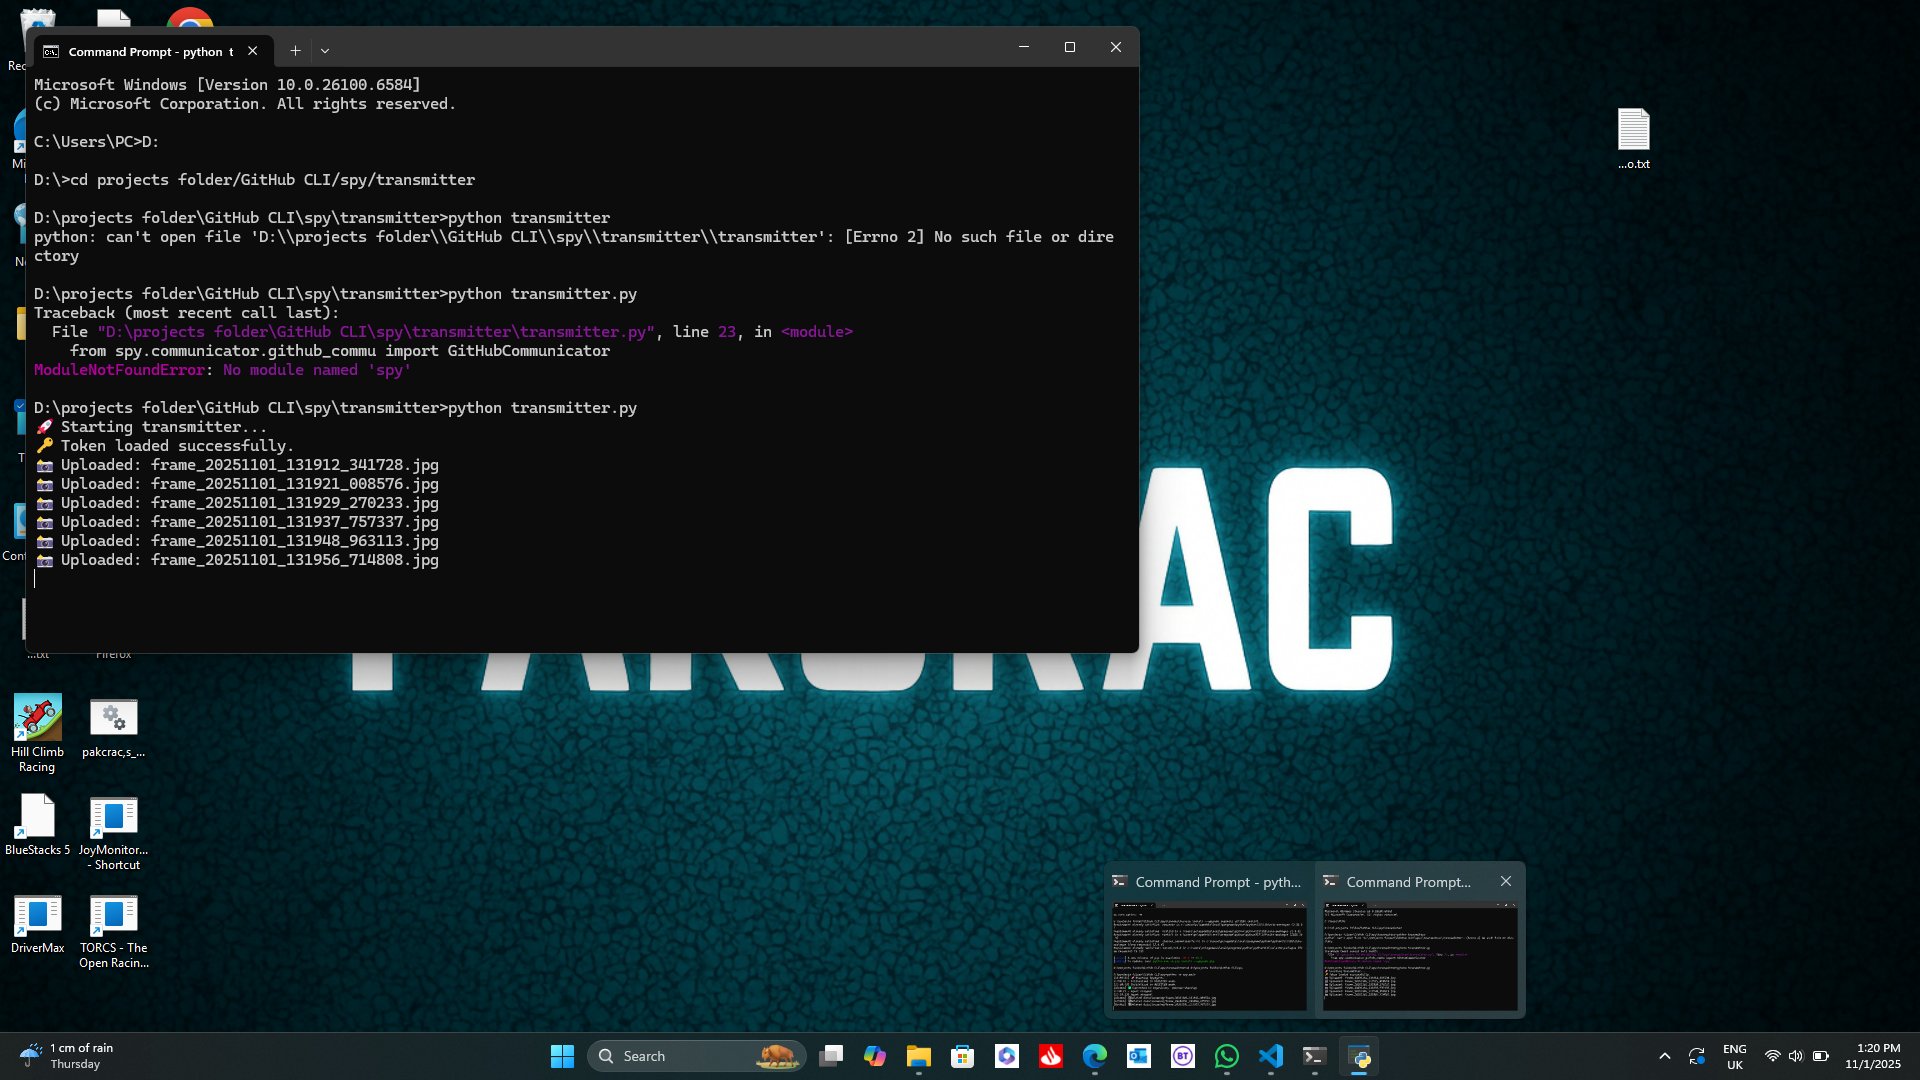 Command Prompt - python  t
Microsoft Windows [Version 10.0.26100.6584]
(c) Microsoft Corporation. All rights reserved.
C:\Users\PC>D:
D:\>cd projects folder/GitHub CLI/spy/transmitter
D:\projects folder\GitHub CLI\spy\transmitter>python transmitter
python: can't open file 'D:\\projects folder\\GitHub CLI\\spy\\transmitter\\transmitter': [Errno 2] No such file or dire
ctory
D:\projects folder\GitHub CLI\spy\transmitter>python transmitter.py
Traceback (most recent call last):
  File "D:\projects folder\GitHub CLI\spy\transmitter\transmitter.py", line 23, in <module>
    from spy.communicator.github_commu import GitHubCommunicator
ModuleNotFoundError: No module named 'spy'
D:\projects folder\GitHub CLI\spy\transmitter>python transmitter.py
🚀 Starting transmitter...
🔑 Token loaded successfully.
📸 Uploaded: frame_20251101_131912_341728.jpg
📸 Uploaded: frame_20251101_131921_008576.jpg
📸 Uploaded: frame_20251101_131929_270233.jpg
📸 Uploaded: frame_20251101_131937_757337.jpg
📸 Uploaded: frame_20251101_131948_963113.jpg
📸 Uploaded: frame_20251101_131956_714808.jpg
...o.txt
...txt
Firefox
Hill Climb
Racing
pakcrac,s_...
BlueStacks 5
JoyMonitor...
- Shortcut
DriverMax
TORCS - The
Open Racin...
Command Prompt - pyth...
Command Prompt...
1 cm of rain
Thursday
Search
ENG
UK
1:20 PM
11/1/2025